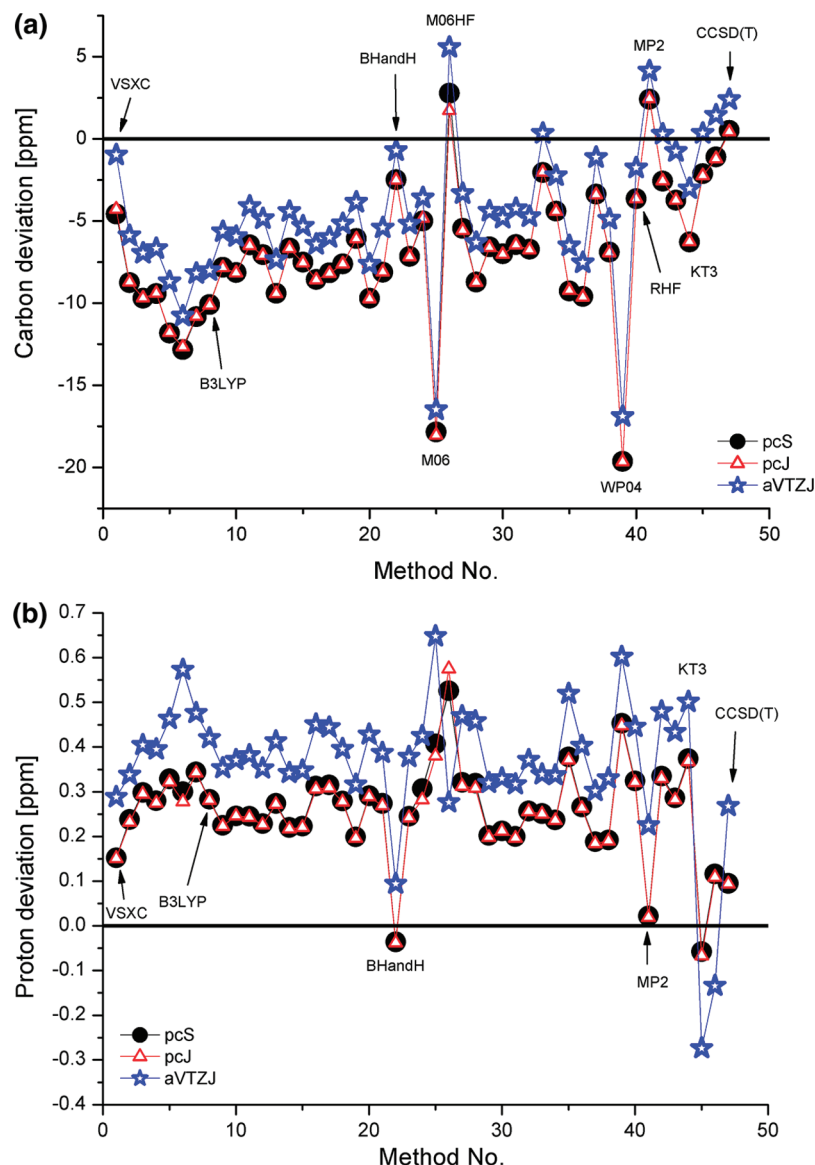 (a)
M06HF
MP2
CCSD(T)
BHandH
VSXC
5
0
-5
-10
-15
-20
Carbon deviation [ppm]
B3LYP
M06
WP04
RHF
KT3
pcS
pcJ
aVTZJ
0 10 20 30 40 50
Method No.
(b)
0.7
0.6
0.5
0.4
0.3
0.2
0.1
0.0
-0.1
-0.2
-0.3
-0.4
Proton deviation [ppm]
KT3
CCSD(T)
VSXC
B3LYP
BHandH
MP2
pcS
pcJ
aVTZJ
0 10 20 30 40 50
Method No.